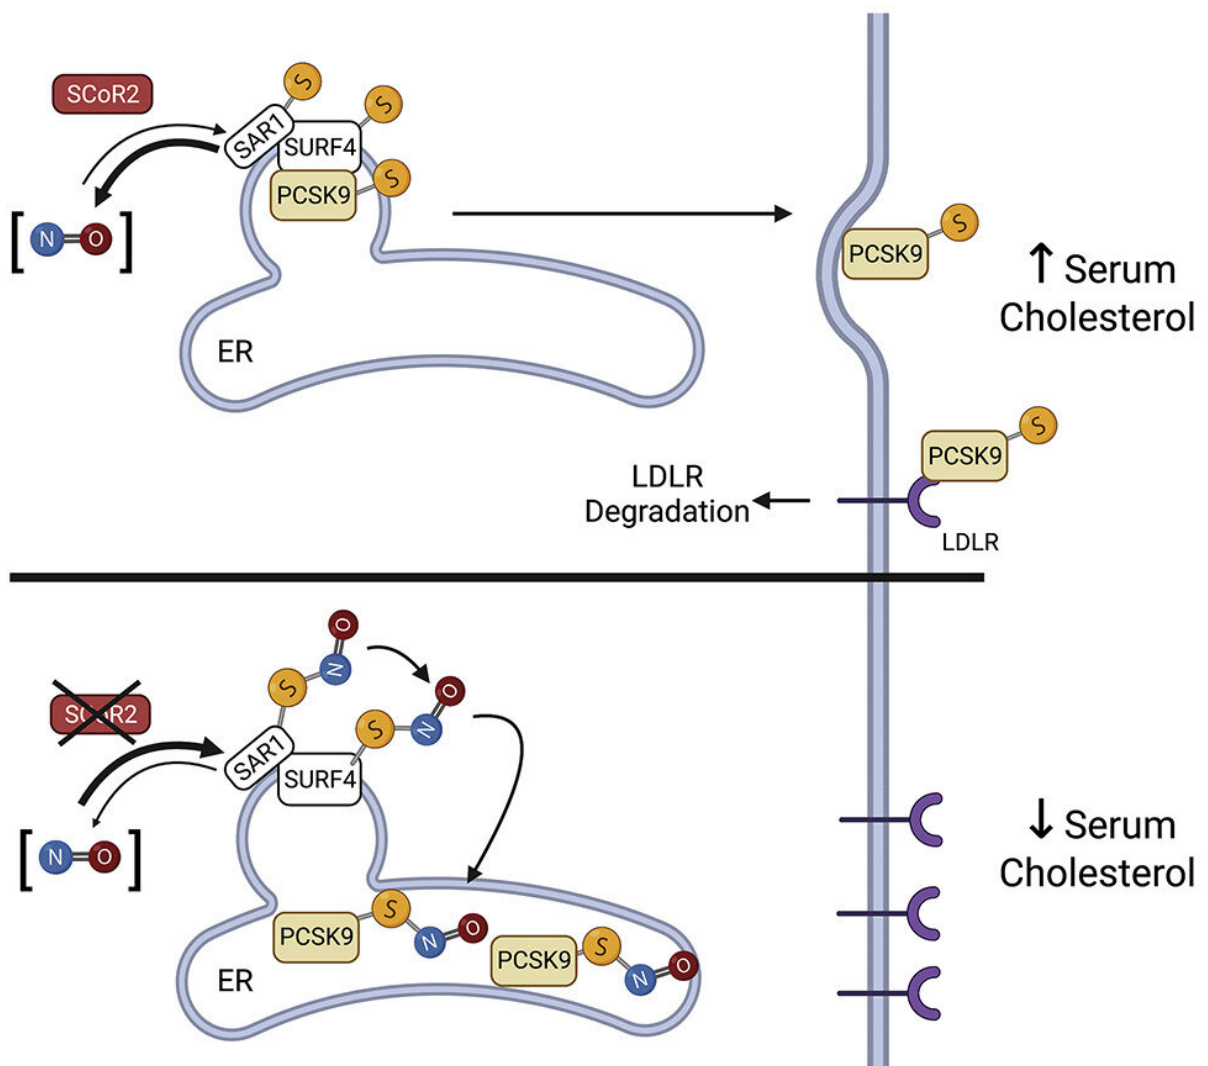 SCoR2
S
S
SAR1
SURF4
S
PCSK9
[N=O]
S
PCSK9
↑ Serum
Cholesterol
ER
S
PCSK9
LDLR
Degradation
LDLR
O
N
S
O
N
S
SCoR2
SAR1
SURF4
[N=O]
↓ Serum
Cholesterol
S
PCSK9
N
O
S
PCSK9
N
O
ER